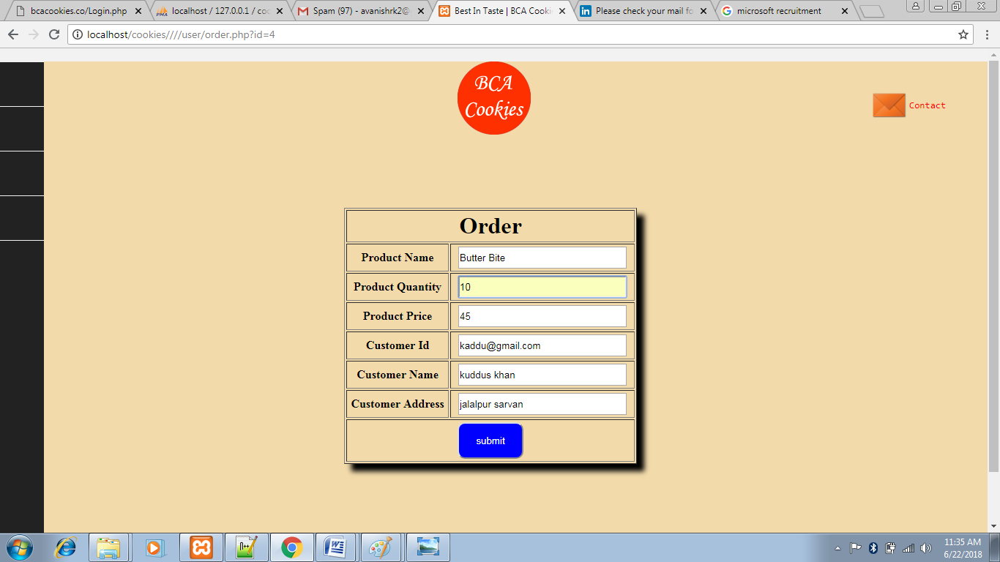 bcacookies.co/Login.php
localhost / 127.0.0.1 / coo
Spam (97) - avanishrk2@
Best In Taste | BCA Cooki
Please check your mail fo
microsoft recruitment
localhost/cookies////user/order.php?id=4
BCA
Cookies
Contact
Order
Product Name Butter Bite
Product Quantity 10
Product Price 45
Customer Id kaddu@gmail.com
Customer Name kuddus khan
Customer Address jalalpur sarvan
submit
11:35 AM
6/22/2018